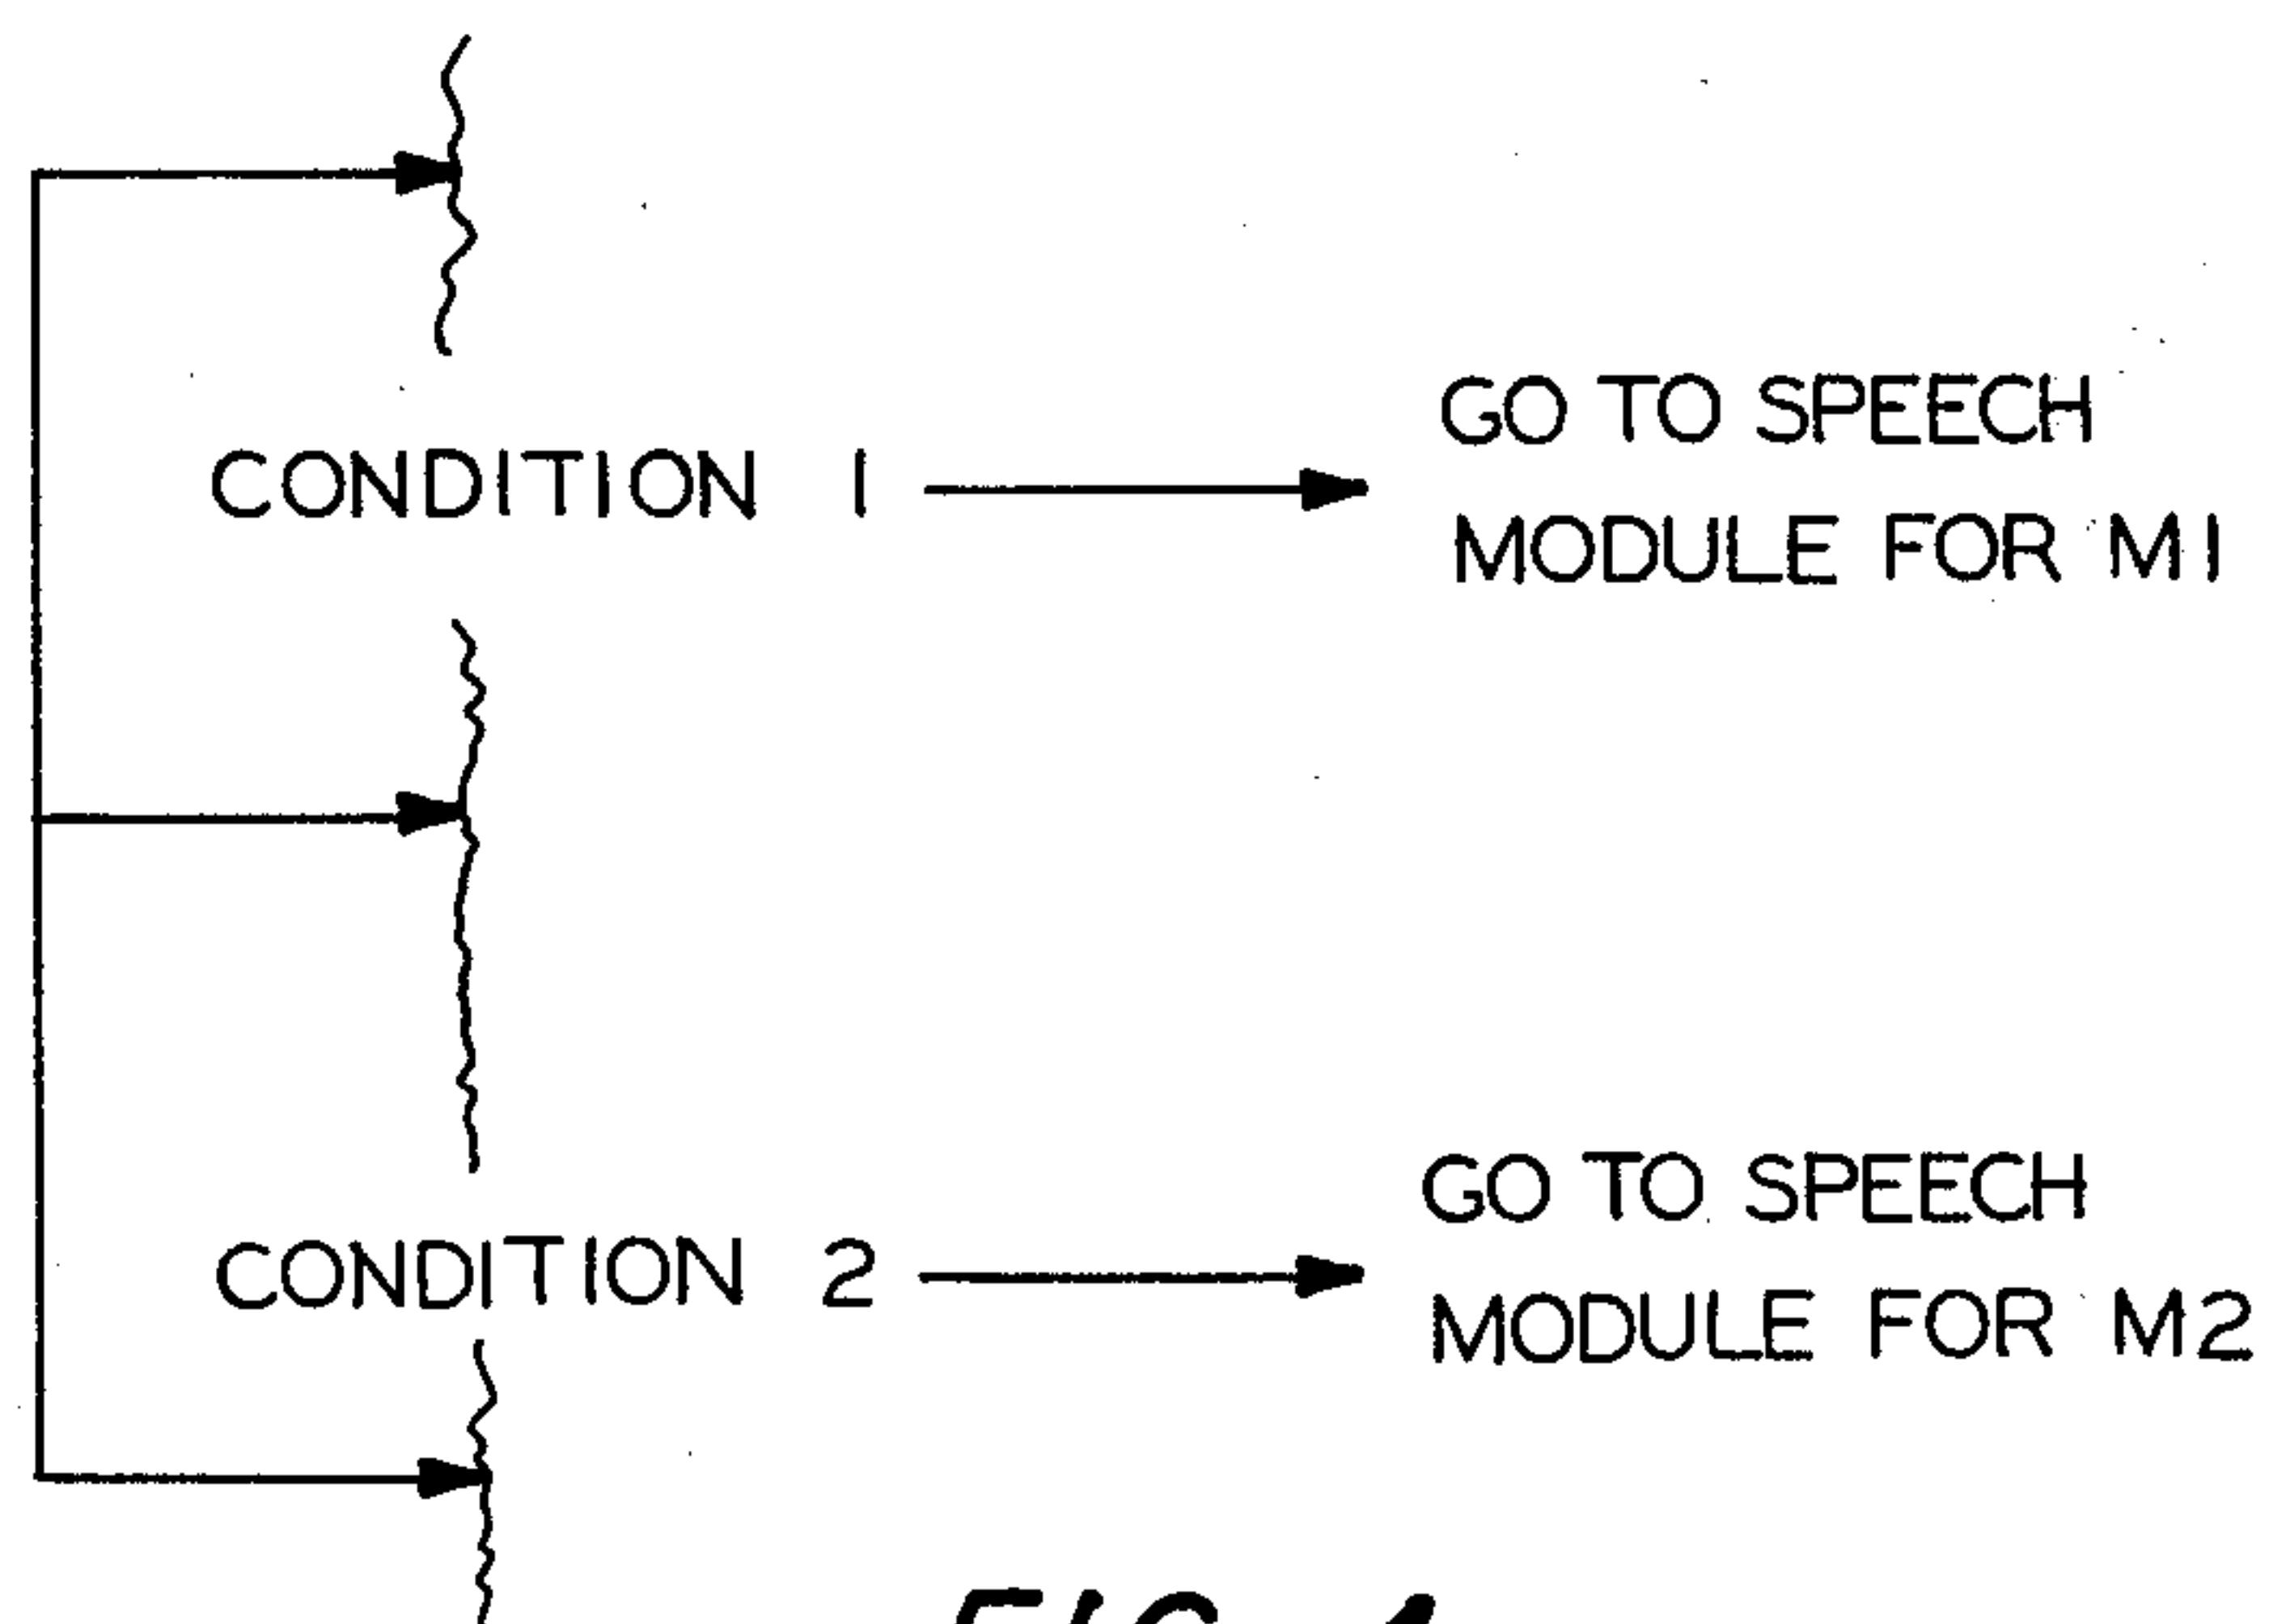 GO TO SPEECH
CONDITION 1
MODULE FOR M1
GO TO SPEECH
CONDITION 2
MODULE FOR M2